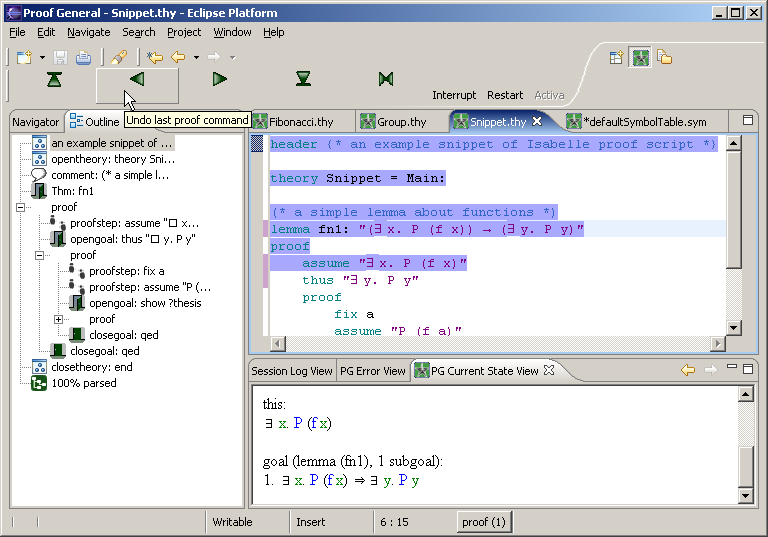 Proof General - Snippet.thy - Eclipse Platform
File Edit Navigate Search Project Window Help
Interrupt Restart Activa
Undo last proof command
Navigator Outline
an example snippet of ...
opentheory: theory Sni...
comment: (* a simple l...
Thm: fn1
proof
proofstep: assume "□ x...
opengoal: thus "□ y. P y"
proof
proofstep: fix a
proofstep: assume "P (...
opengoal: show ?thesis
proof
closegoal: qed
closegoal: qed
closetheory: end
100% parsed
Fibonacci.thy Group.thy Snippet.thy *defaultSymbolTable.sym
header (* an example snippet of Isabelle proof script *)
theory Snippet = Main:
(* a simple lemma about functions *)
lemma fn1: "(∃ x. P (f x)) → (∃ y. P y)"
proof
assume "∃ x. P (f x)"
thus "∃ y. P y"
proof
fix a
assume "P (f a)"
Session Log View PG Error View PG Current State View
this:
∃ x. P (f x)
goal (lemma (fn1), 1 subgoal):
1. ∃ x. P (f x) ⇒ ∃ y. P y
Writable Insert 6 : 15 proof (1)